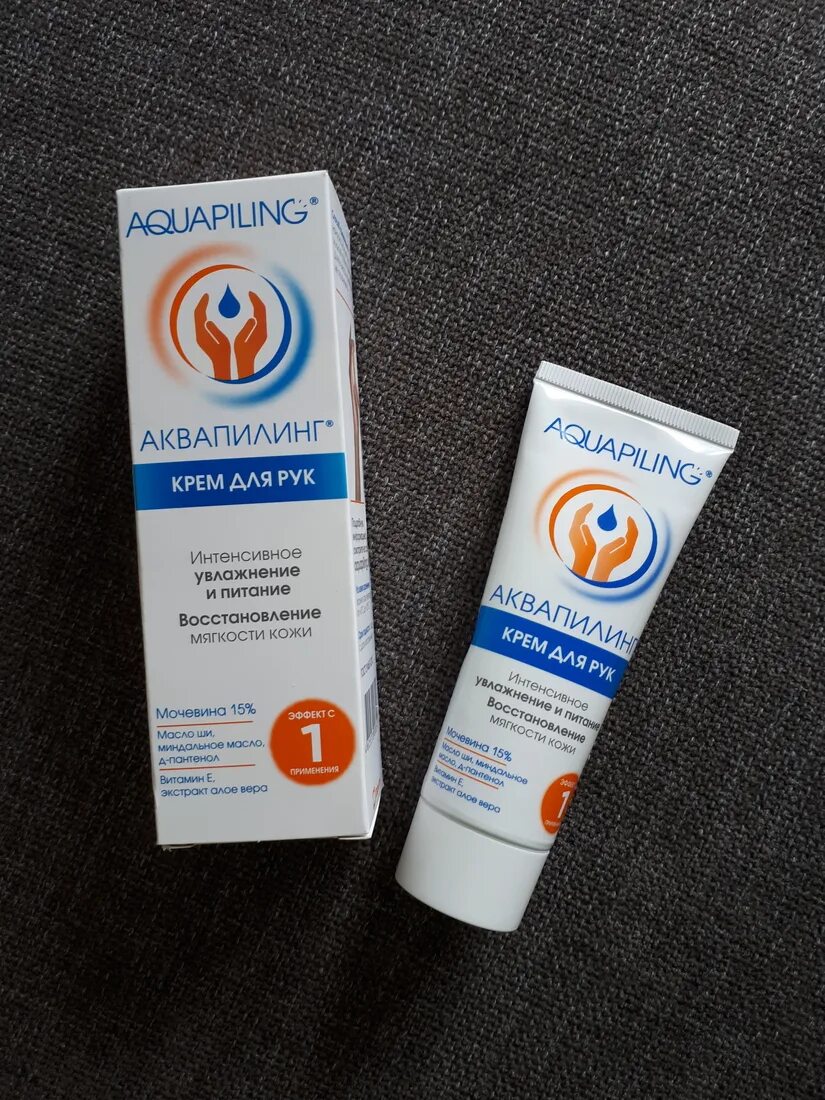 AQUAPILING®
АКВАПИЛИНГ®
КРЕМ ДЛЯ РУК
Интенсивное
увлажнение
и питание
Восстановление
мягкости кожи
Мочевина 15%
Масло ши,
миндальное масло,
д-пантенол
Витамин Е,
экстракт алое вера
ЭФФЕКТ С
1
ПРИМЕНЕНИЯ
AQUAPILING®
АКВАПИЛИНГ
КРЕМ ДЛЯ РУК
Интенсивное
увлажнение и питание
Восстановление
мягкости кожи
Мочевина 15%
Масло ши, миндальное
масло, д-пантенол
Витамин Е,
экстракт алое вера
1